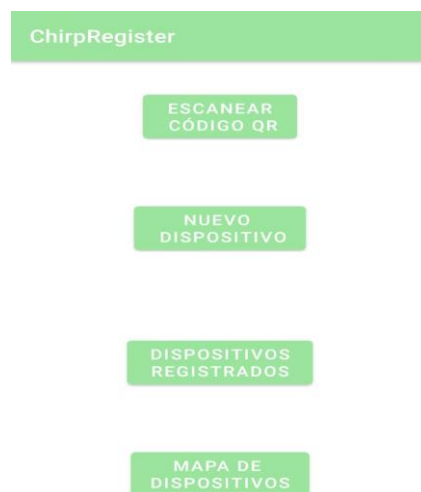 ChirpRegister
ESCANEAR
CÓDIGO QR
NUEVO
DISPOSITIVO
DISPOSITIVOS
REGISTRADOS
MAPA DE
DISPOSITIVOS